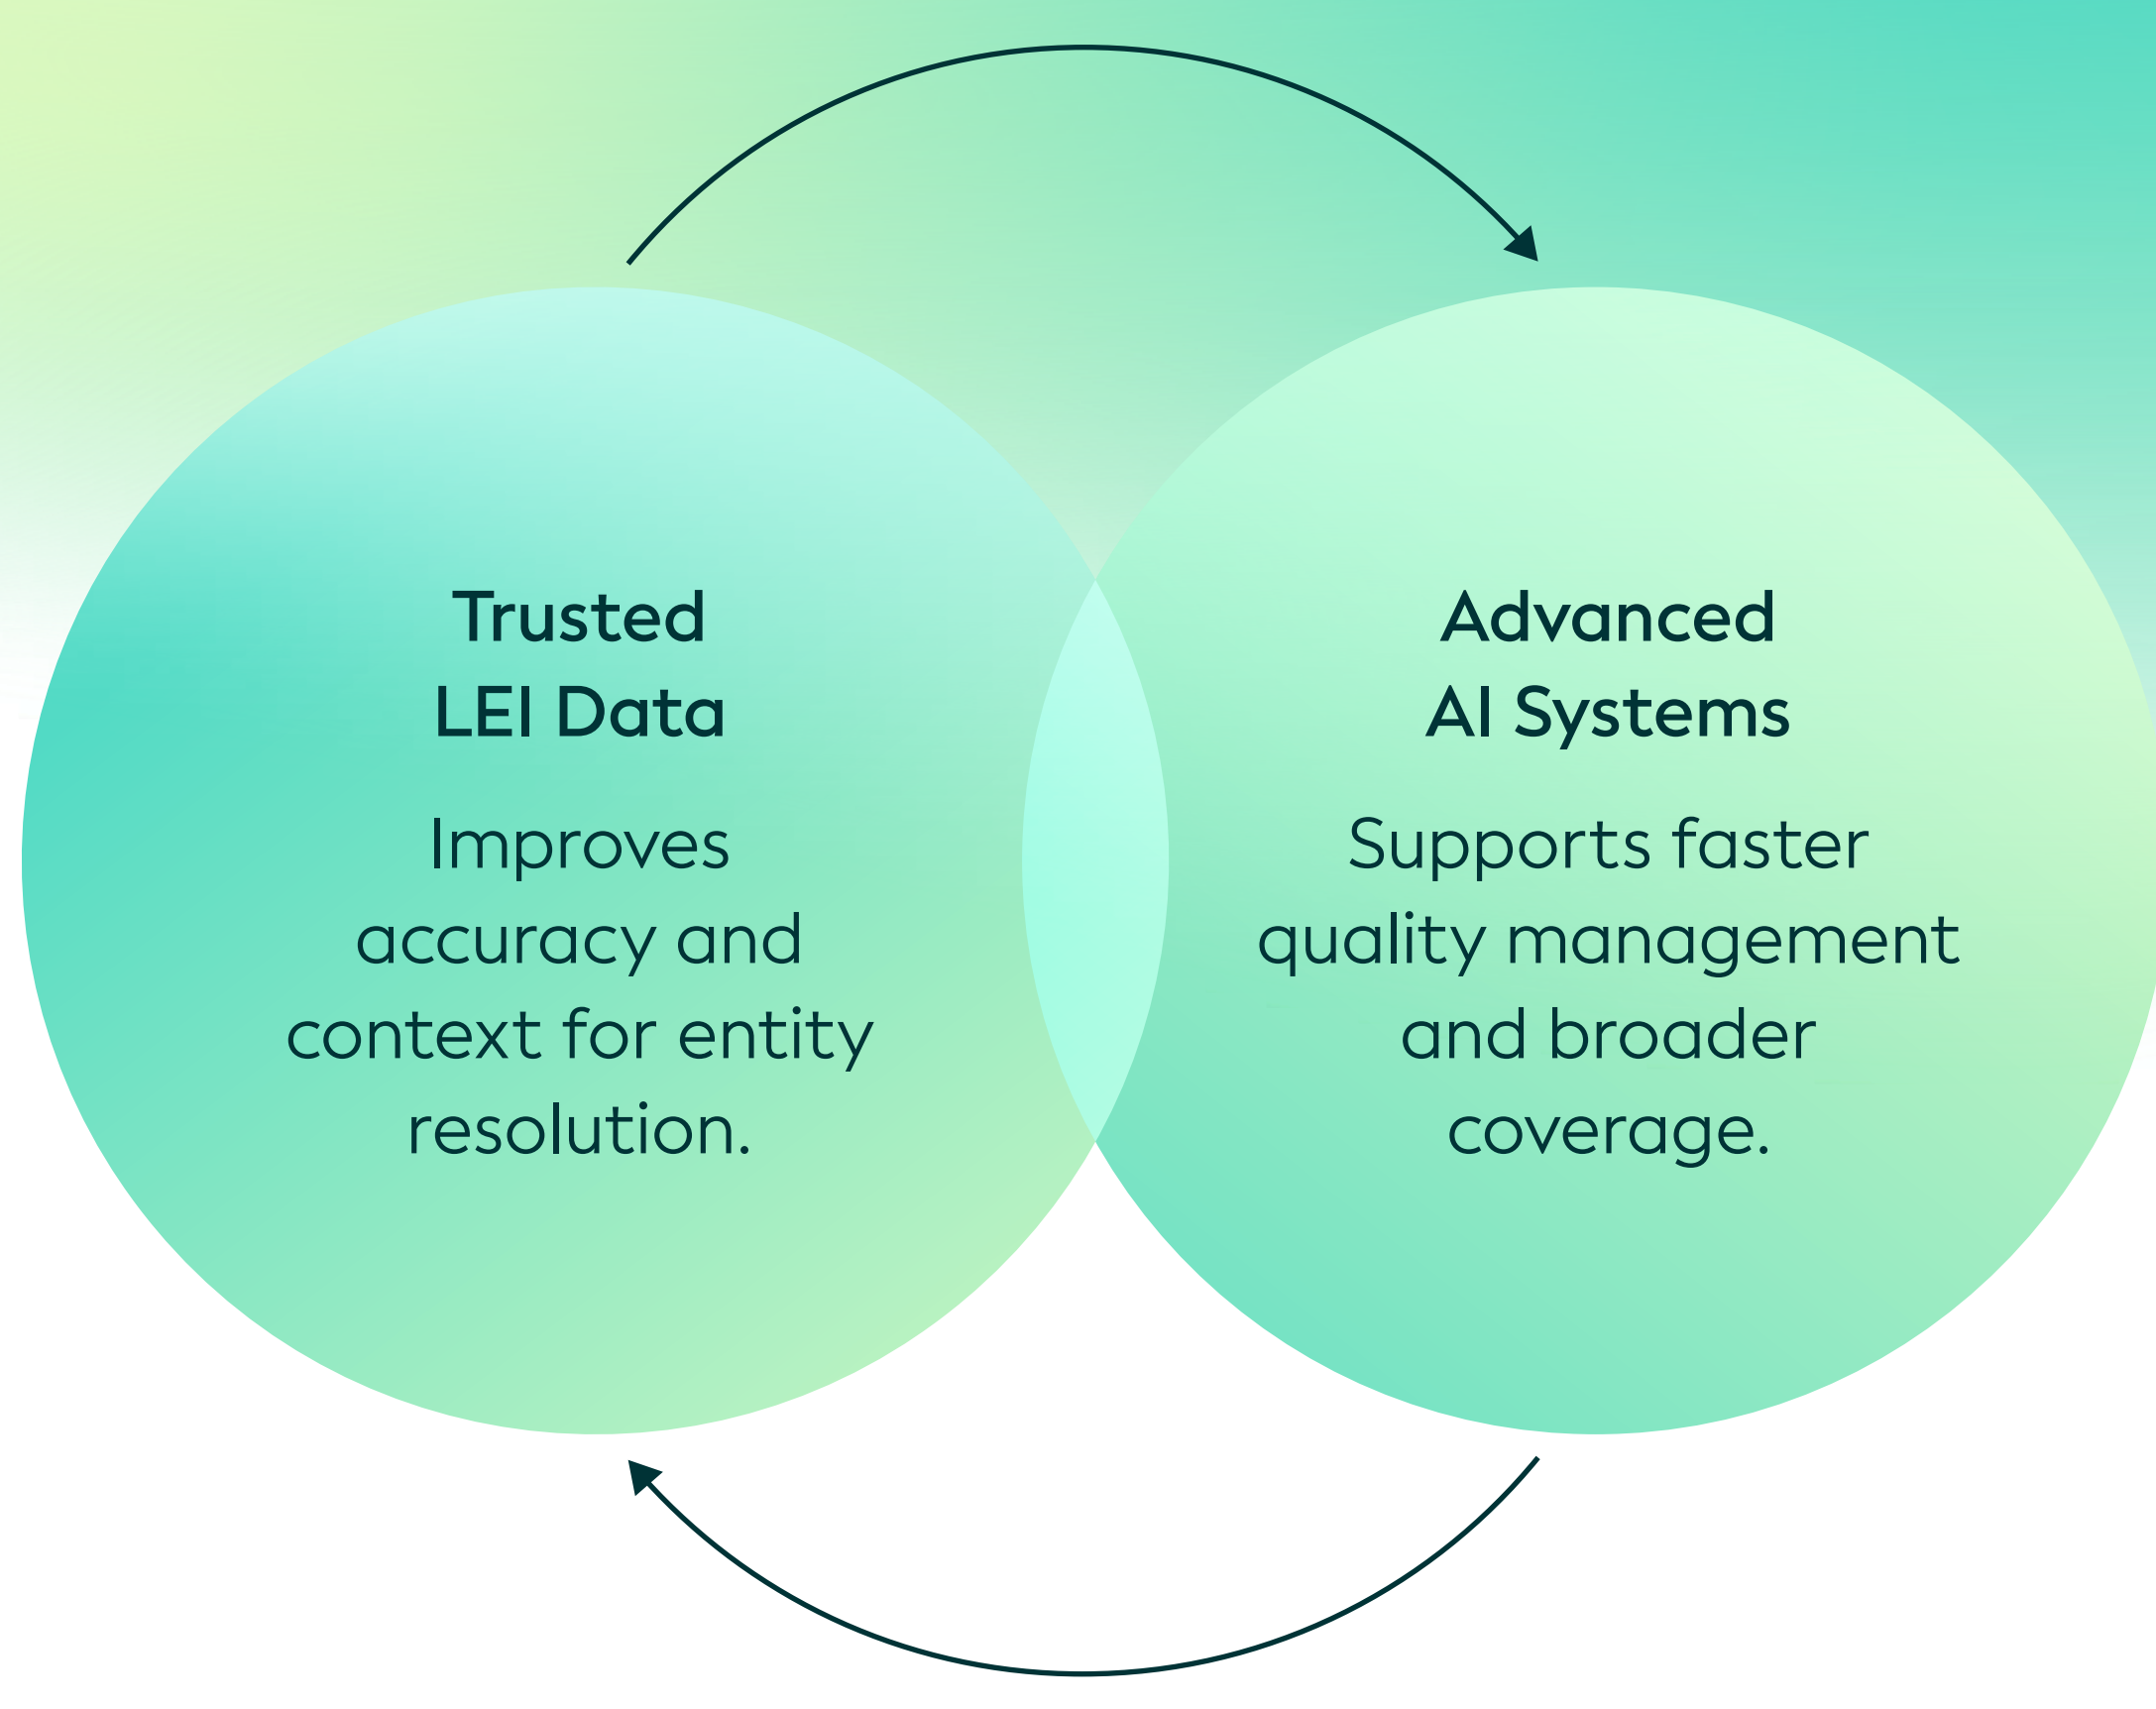 Trusted
LEI Data
Improves
accuracy and
context for entity
resolution.
Advanced
AI Systems
Supports faster
quality management
and broader
coverage.